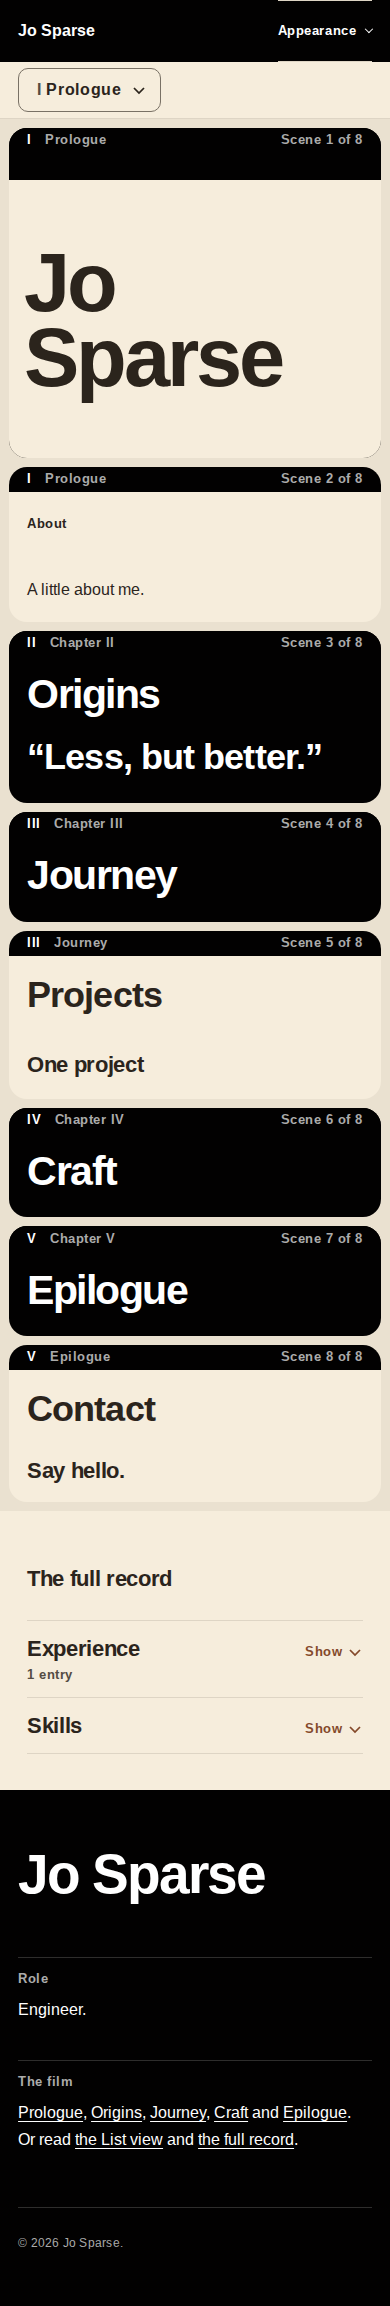 Jo Sparse Appearance
I Prologue
I Prologue Scene 1 of 8
Jo
Sparse
I Prologue Scene 2 of 8
About
A little about me.
II Chapter II Scene 3 of 8
Origins
“Less, but better.”
III Chapter III Scene 4 of 8
Journey
III Journey Scene 5 of 8
Projects
One project
IV Chapter IV Scene 6 of 8
Craft
V Chapter V Scene 7 of 8
Epilogue
V Epilogue Scene 8 of 8
Contact
Say hello.
The full record
Experience Show
1 entry
Skills Show
Jo Sparse
Role
Engineer.
The film
Prologue, Origins, Journey, Craft and Epilogue.
Or read the List view and the full record.
© 2026 Jo Sparse.